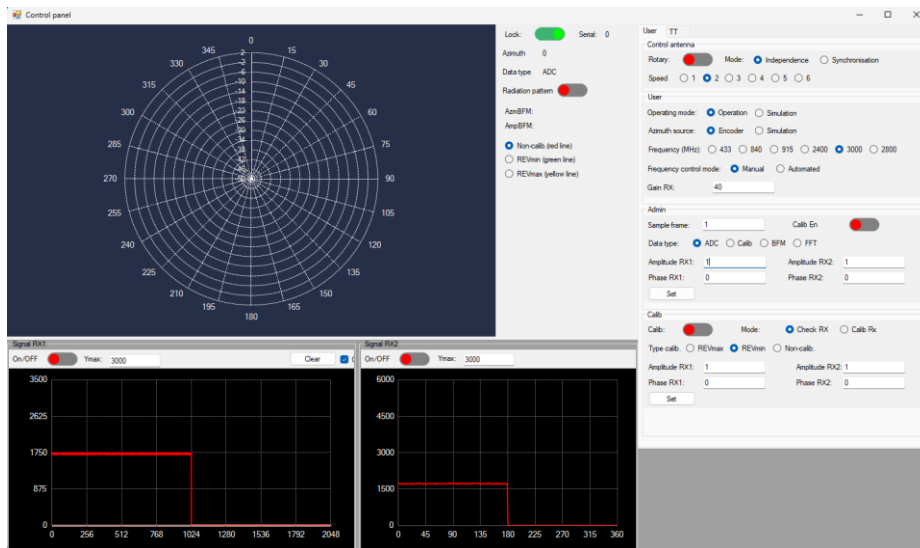 Control panel
0
345 15
330 30
315 45
300 60
285 75
270 90
255 105
240 120
225 135
210 150
195 165
180
2
-2
-6
-10
-14
-18
-22
Lock: Serial: 0
Azimuth 0
Data type ADC
Radiation pattern
AzmBFM:
AmpBFM:
Non-calib.(red line)
REVmin (green line)
REVmax (yellow line)
User TT
Control antenna
Rotary: Mode: Independence Synchronisation
Speed 1 2 3 4 5 6
User
Operating mode: Operation Simulation
Azimuth source: Encoder Simulation
Frequency (MHz): 433 840 915 2400 3000 2800
Frequency control mode: Manual Automated
Gain RX: 40
Admin
Sample frame: 1 Calib En
Data type: ADC Calib BFM FFT
Amplitude RX1: 1 Amplitude RX2: 1
Phase RX1: 0 Phase RX2: 0
Set
Calib
Calib: Mode: Check RX Calib Rx
Type calib. REVmax REVmin Non-calib.
Amplitude RX1: 1 Amplitude RX2: 1
Phase RX1: 0 Phase RX2: 0
Set
Signal RX1
On/OFF Ymax: 3000 Clear
3500
2625
1750
875
0
0 256 512 768 1024 1280 1536 1792 2048
Signal RX2
On/OFF Ymax: 3000
6000
4500
3000
1500
0
0 45 90 135 180 225 270 315 360